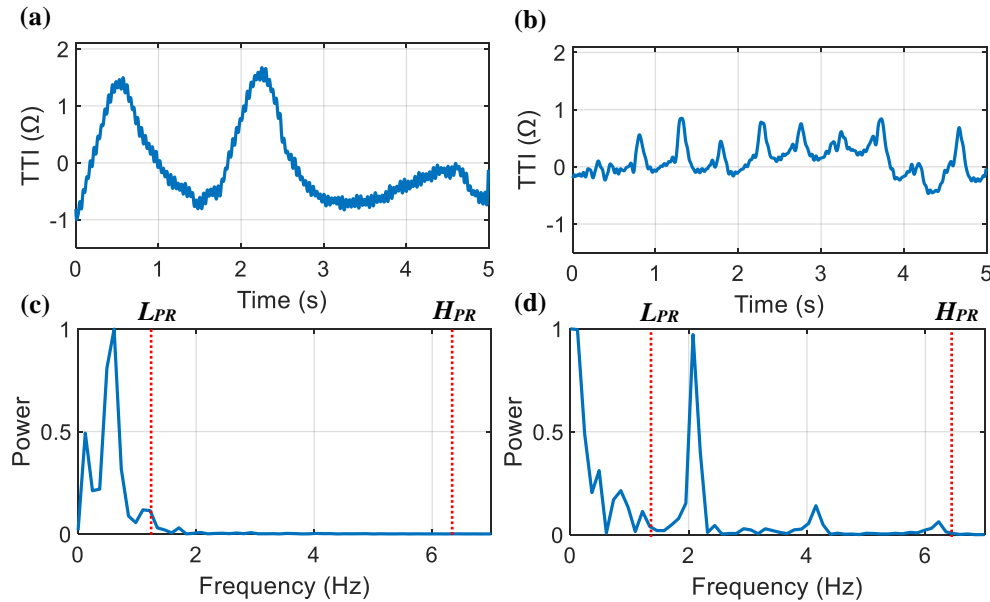 (a)
(b)
2
1
0
-1
TTI (Ω)
0 1 2 3 4 5
Time (s)
2
1
0
-1
TTI (Ω)
0 1 2 3 4 5
Time (s)
(c)
LPR
HPR
1
0.5
0
Power
0 2 4 6
Frequency (Hz)
(d)
LPR
HPR
1
0.5
0
Power
0 2 4 6
Frequency (Hz)